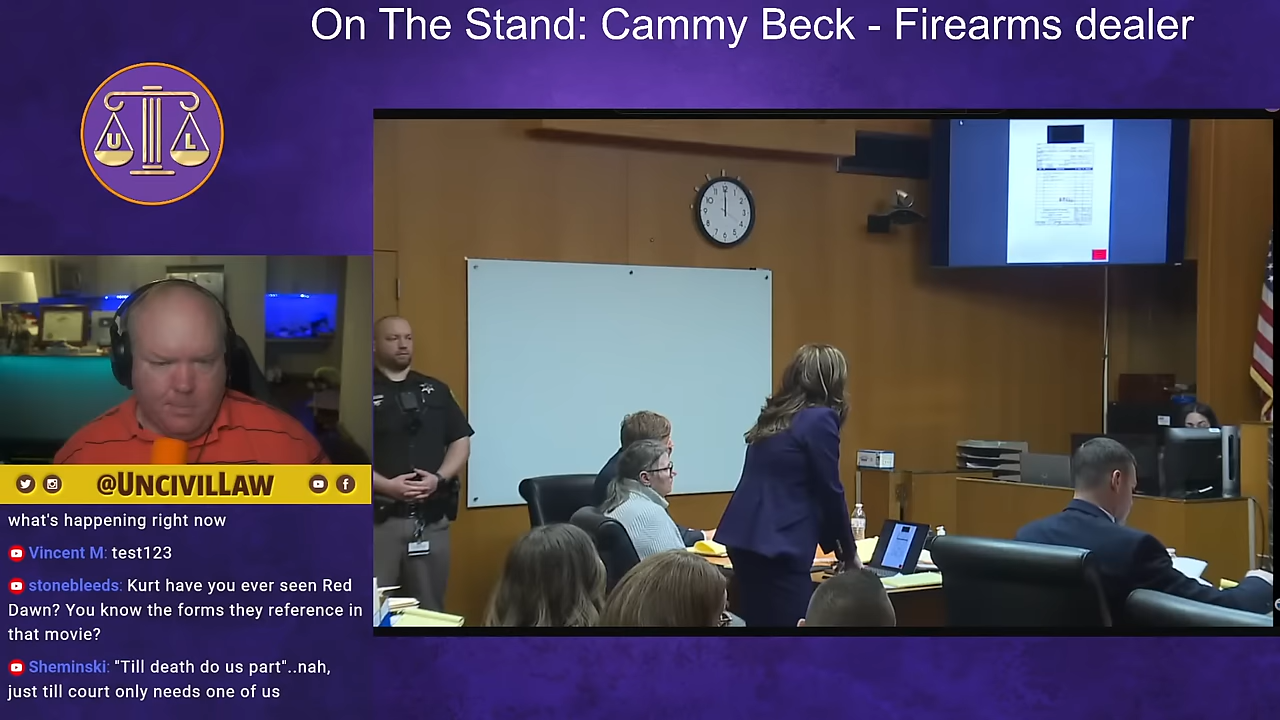 On The Stand: Cammy Beck - Firearms dealer
U L
@UNCIVILLAW
what's happening right now
Vincent M: test123
stonebleeds: Kurt have you ever seen Red
Dawn? You know the forms they reference in
that movie?
Sheminski: "Till death do us part"..nah,
just till court only needs one of us